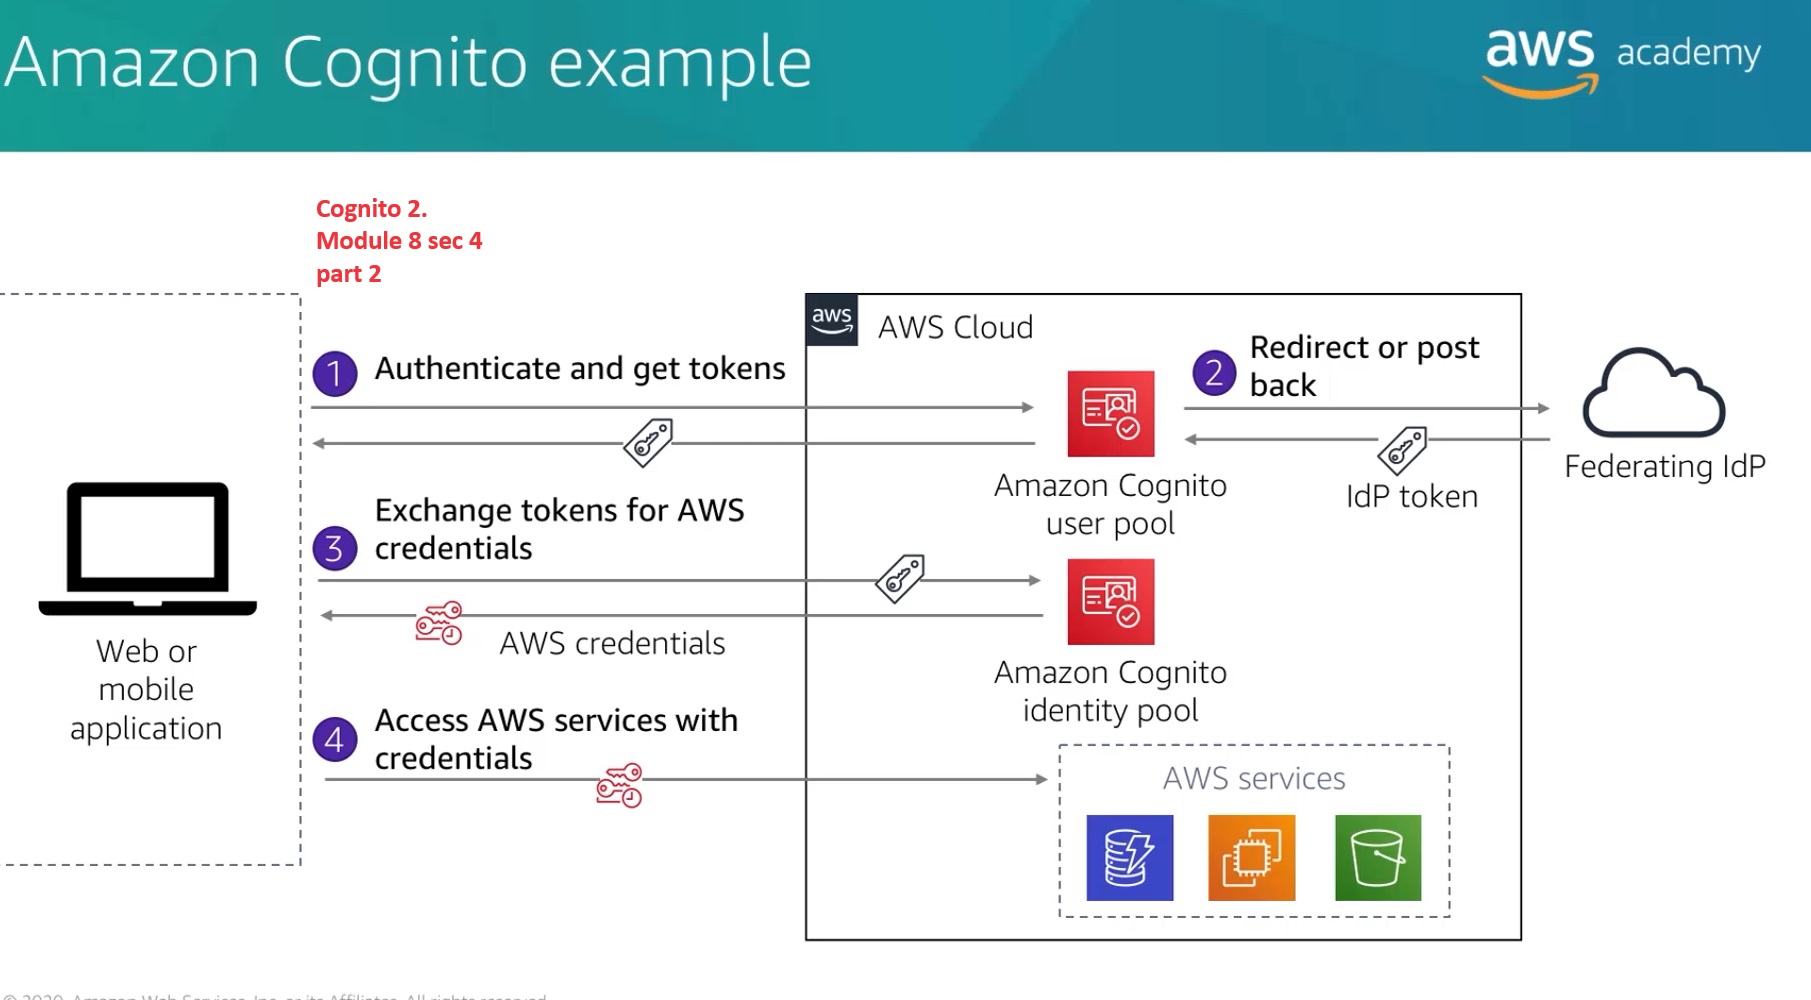 Amazon Cognito example
aws academy
Cognito 2.
Module 8 sec 4
part 2
aws
AWS Cloud
1
Authenticate and get tokens
2
Redirect or post
back
Federating IdP
IdP token
Amazon Cognito
user pool
3
Exchange tokens for AWS
credentials
AWS credentials
Amazon Cognito
identity pool
Web or
mobile
application
4
Access AWS services with
credentials
AWS services
© 2020, Amazon Web Services, Inc. or its Affiliates. All rights reserved.